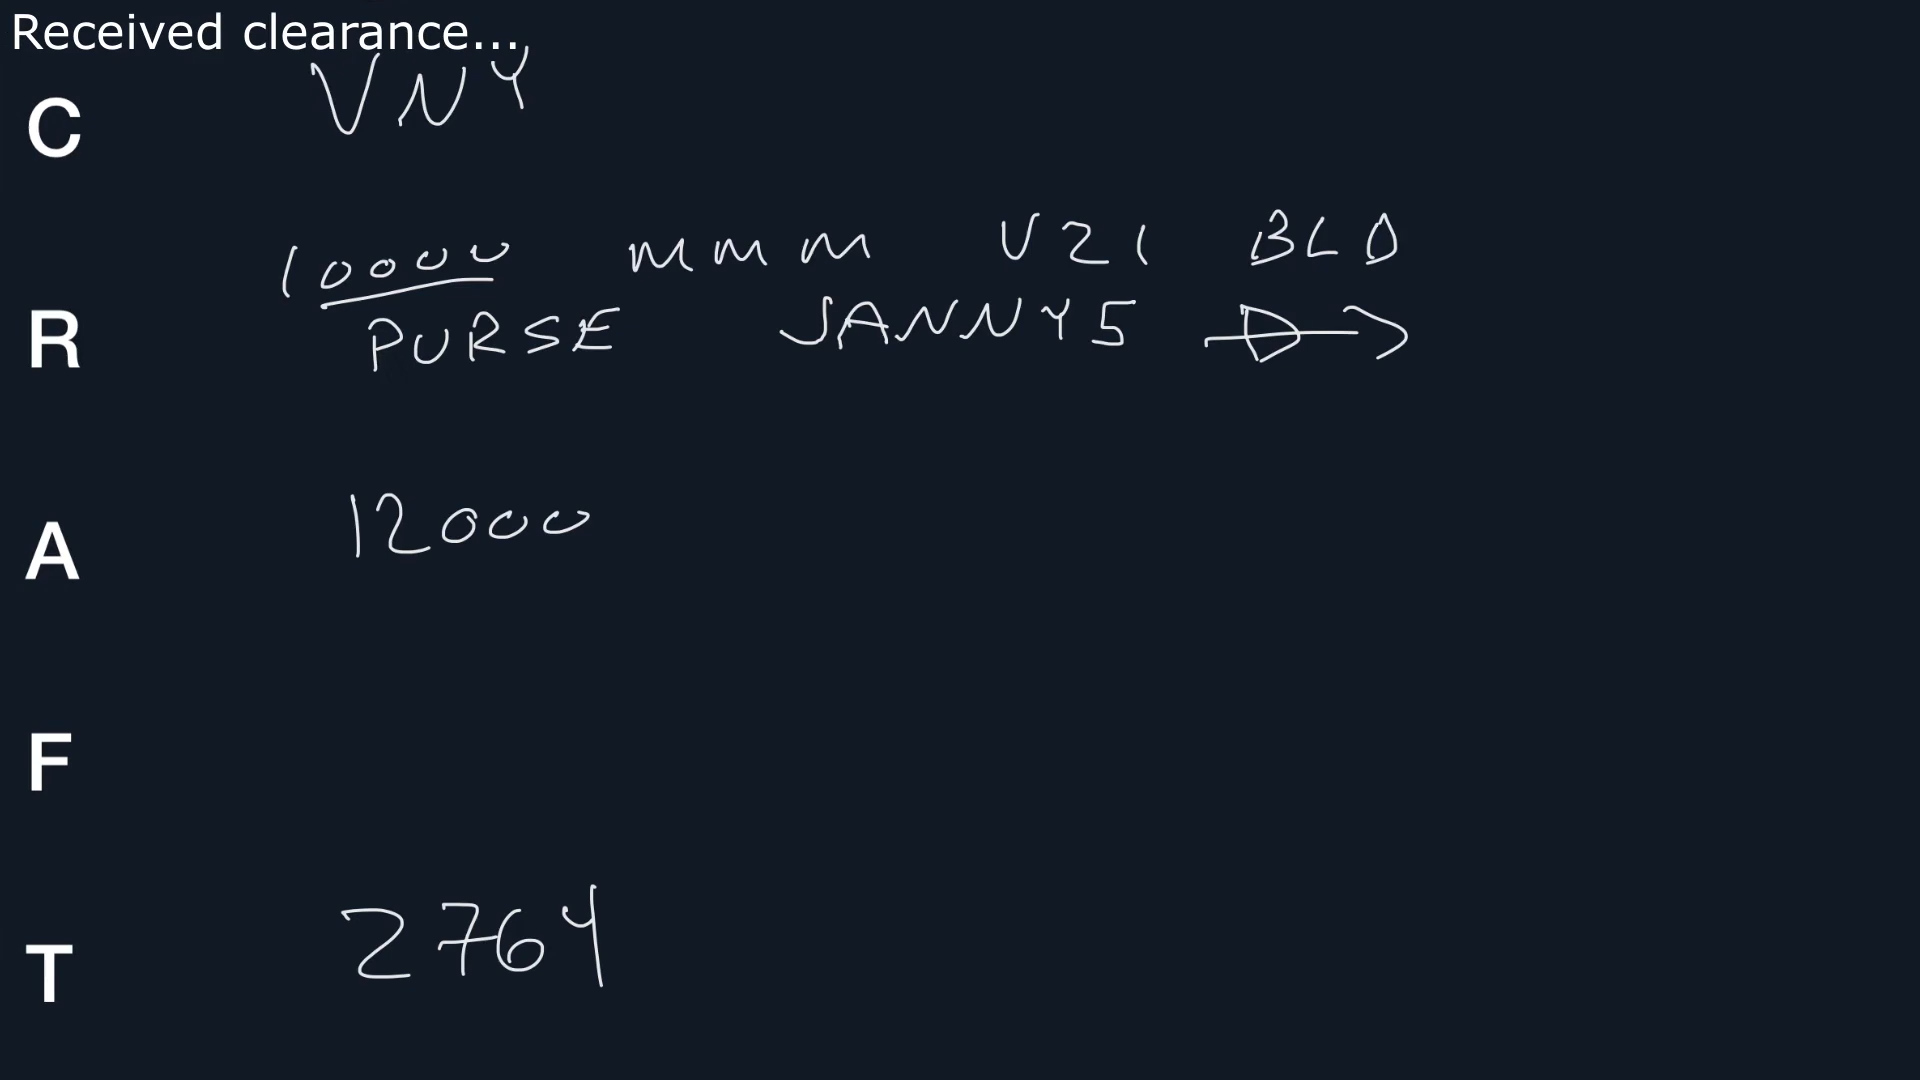 Received clearance...
C VNY
10000 MMM V21 BLD
R PURSE JANNY5 D
A 12000
F
T 2764